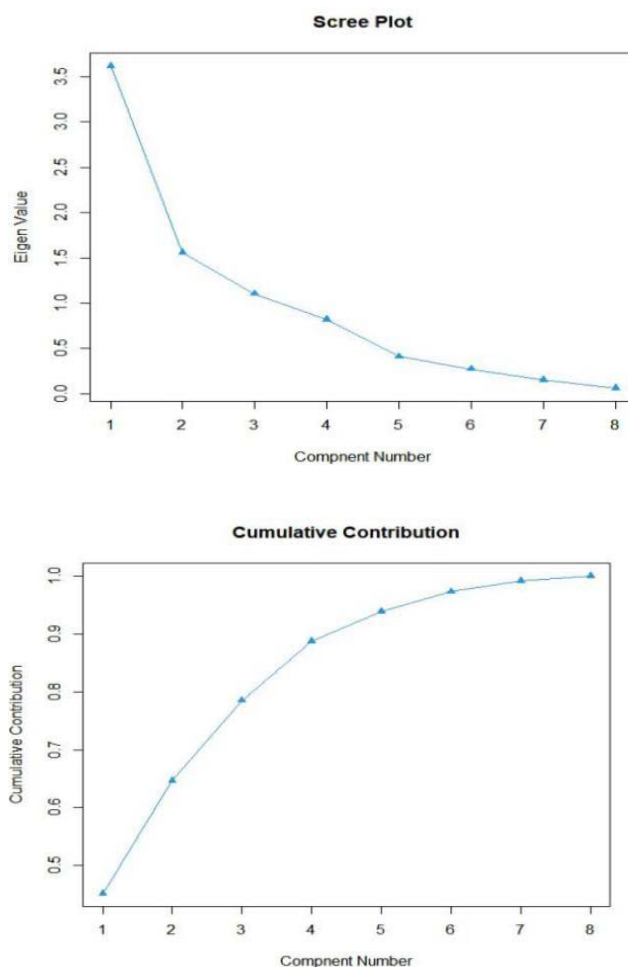 Scree Plot
3.5
3.0
2.5
2.0
1.5
1.0
0.5
0.0
Eigen Value
1 2 3 4 5 6 7 8
Compnent Number
Cumulative Contribution
1.0
0.9
0.8
0.7
0.6
0.5
Cumulative Contribution
1 2 3 4 5 6 7 8
Compnent Number